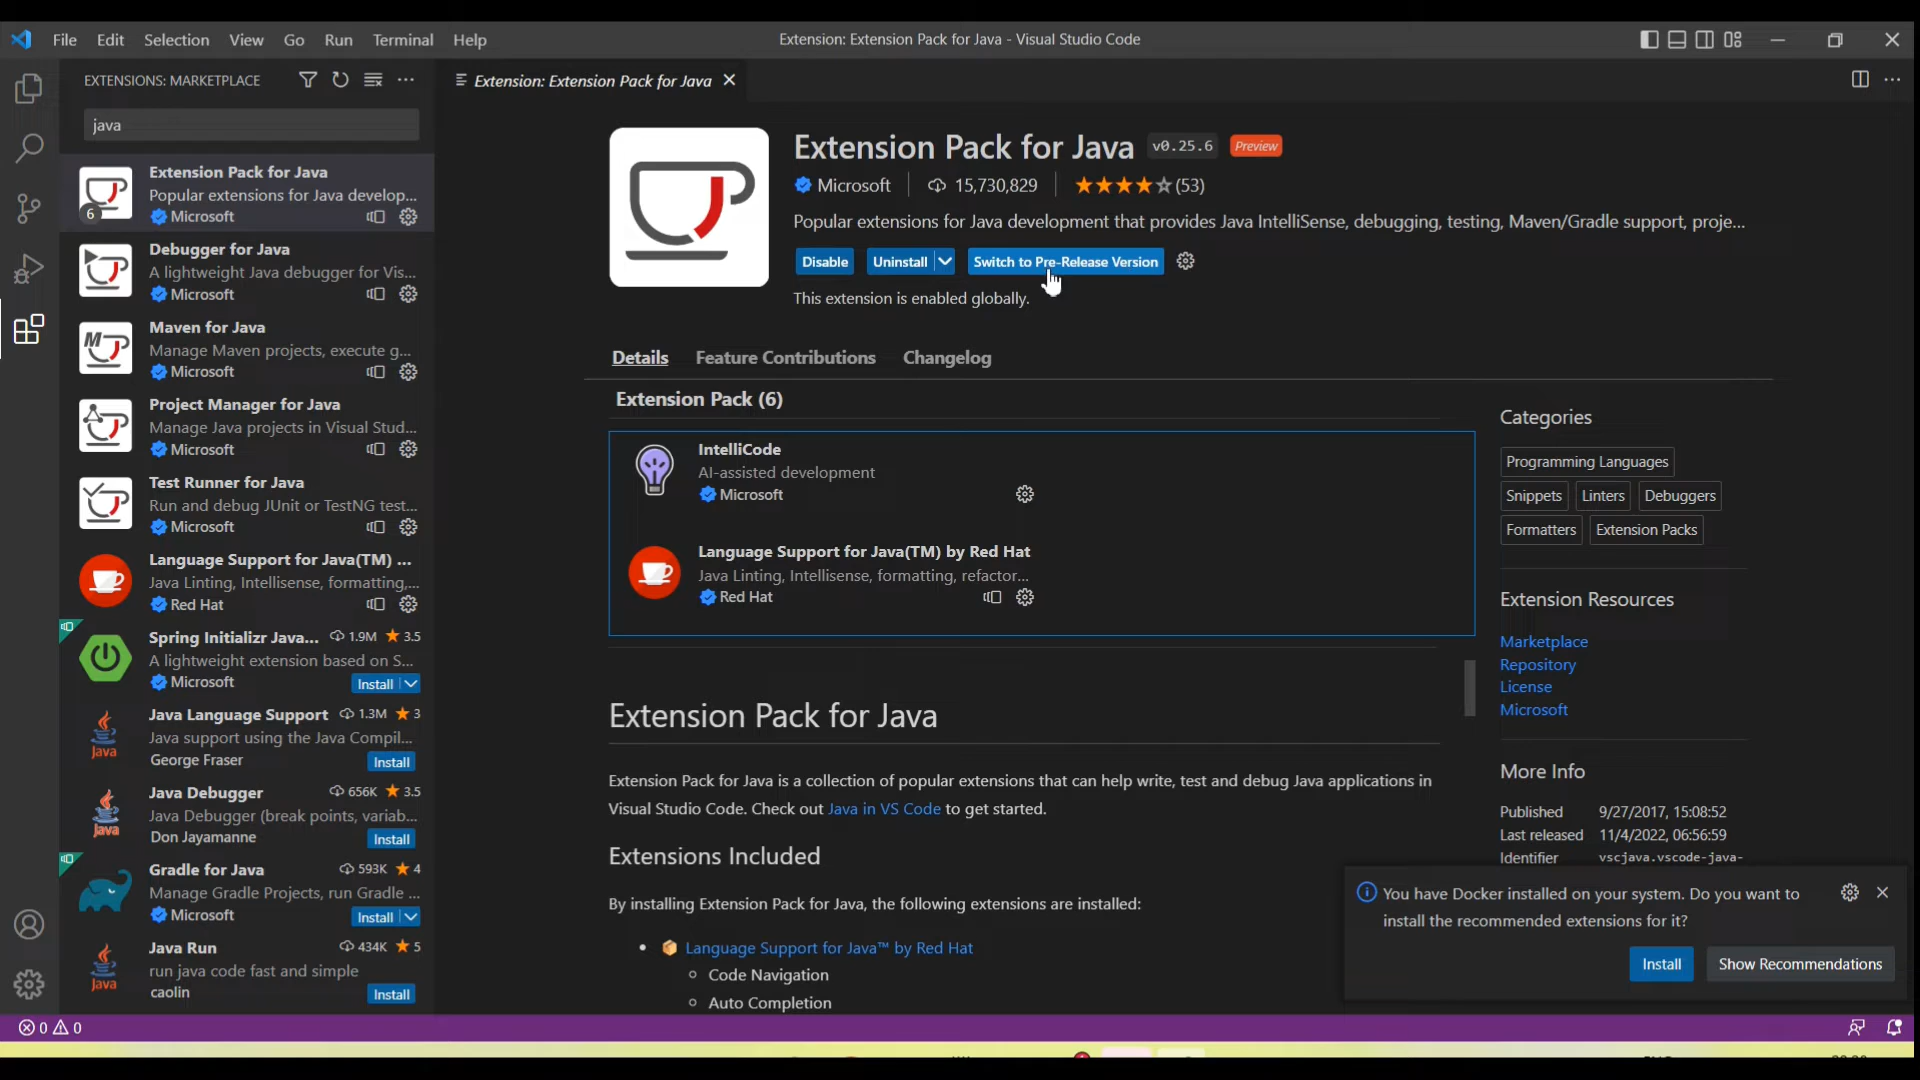 File Edit Selection View Go Run Terminal Help
Extension: Extension Pack for Java - Visual Studio Code
EXTENSIONS: MARKETPLACE
java
Extension Pack for Java
Popular extensions for Java develop...
6
Microsoft
Debugger for Java
A lightweight Java debugger for Vis...
Microsoft
Maven for Java
Manage Maven projects, execute g...
Microsoft
Project Manager for Java
Manage Java projects in Visual Stud...
Microsoft
Test Runner for Java
Run and debug JUnit or TestNG test...
Microsoft
Language Support for Java(TM) ...
Java Linting, Intellisense, formatting,...
Red Hat
Spring Initializr Java... 1.9M 3.5
A lightweight extension based on S...
Microsoft Install
Java Language Support 1.3M 3
Java support using the Java Compil...
George Fraser Install
Java Debugger 656K 3.5
Java Debugger (break points, variab...
Don Jayamanne Install
Gradle for Java 593K 4
Manage Gradle Projects, run Gradle ...
Microsoft Install
Java Run 434K 5
run java code fast and simple
caolin Install
Extension: Extension Pack for Java
Extension Pack for Java v0.25.6 Preview
Microsoft 15,730,829 (53)
Popular extensions for Java development that provides Java IntelliSense, debugging, testing, Maven/Gradle support, proje...
Disable Uninstall Switch to Pre-Release Version
This extension is enabled globally.
Details Feature Contributions Changelog
Extension Pack (6)
IntelliCode
AI-assisted development
Microsoft
Language Support for Java(TM) by Red Hat
Java Linting, Intellisense, formatting, refactor...
Red Hat
Extension Pack for Java
Extension Pack for Java is a collection of popular extensions that can help write, test and debug Java applications in
Visual Studio Code. Check out Java in VS Code to get started.
Extensions Included
By installing Extension Pack for Java, the following extensions are installed:
Language Support for Java™ by Red Hat
Code Navigation
Auto Completion
Categories
Programming Languages
Snippets Linters Debuggers
Formatters Extension Packs
Extension Resources
Marketplace
Repository
License
Microsoft
More Info
Published 9/27/2017, 15:08:52
Last released 11/4/2022, 06:56:59
Identifier vscjava.vscode-java-
You have Docker installed on your system. Do you want to
install the recommended extensions for it?
Install Show Recommendations
0 0